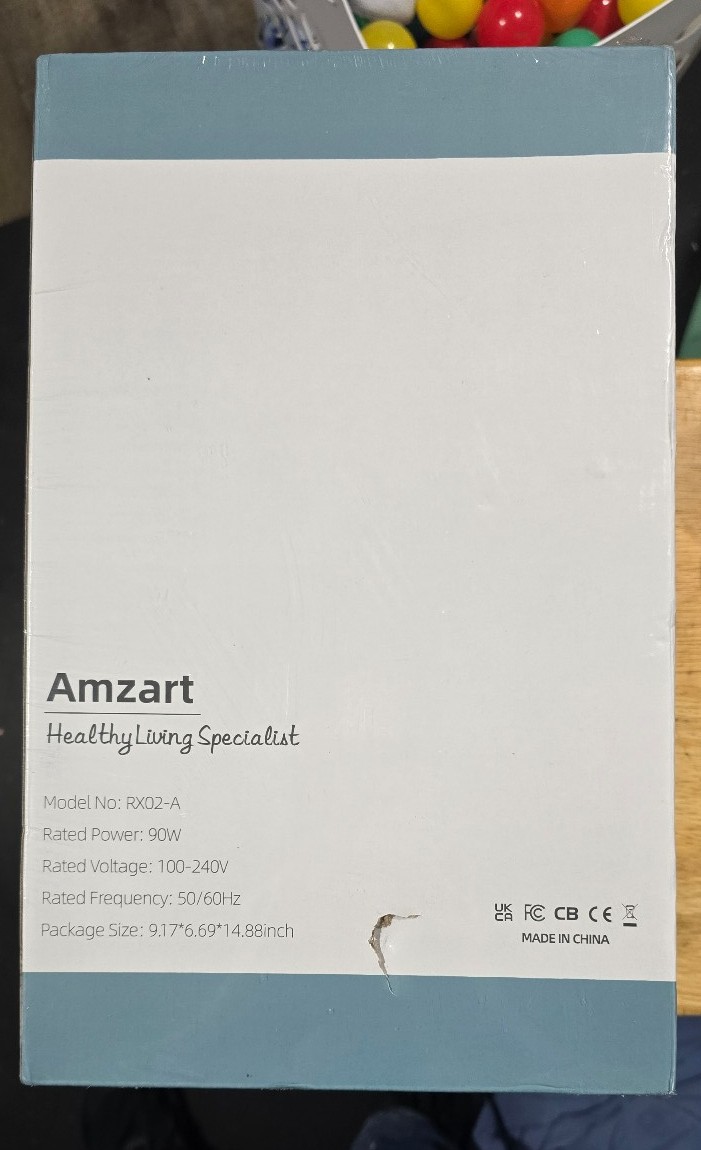 Amzart
Healthy Living Specialist
Model No: RX02-A
Rated Power: 90W
Rated Voltage: 100-240V
Rated Frequency: 50/60Hz
Package Size: 9.17*6.69*14.88inch
UK
CA FC CB CE
MADE IN CHINA